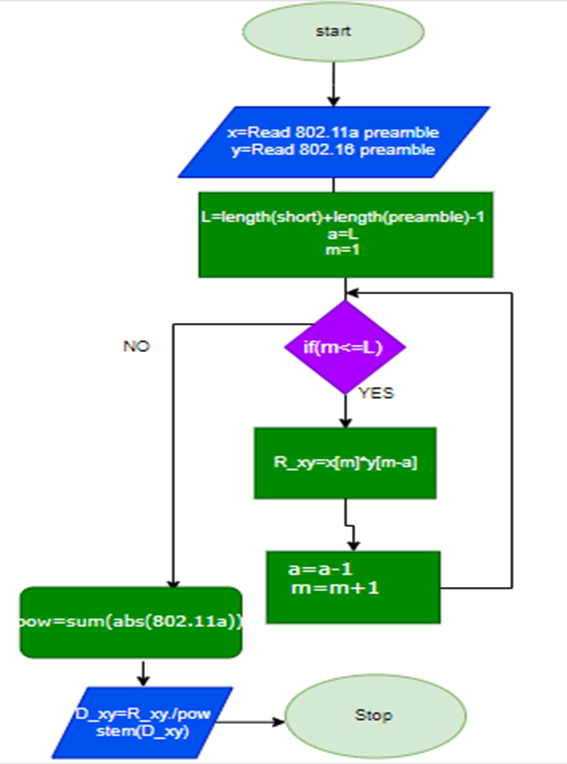 start
x=Read 802.11a preamble
y=Read 802.16 preamble
L=length(short)+length(preamble)-1
a=L
m=1
if(m<=L)
NO
YES
R_xy=x[m]*y[m-a]
a=a-1
m=m+1
pow=sum(abs(802.11a))
D_xy=R_xy./pow
stem(D_xy)
Stop